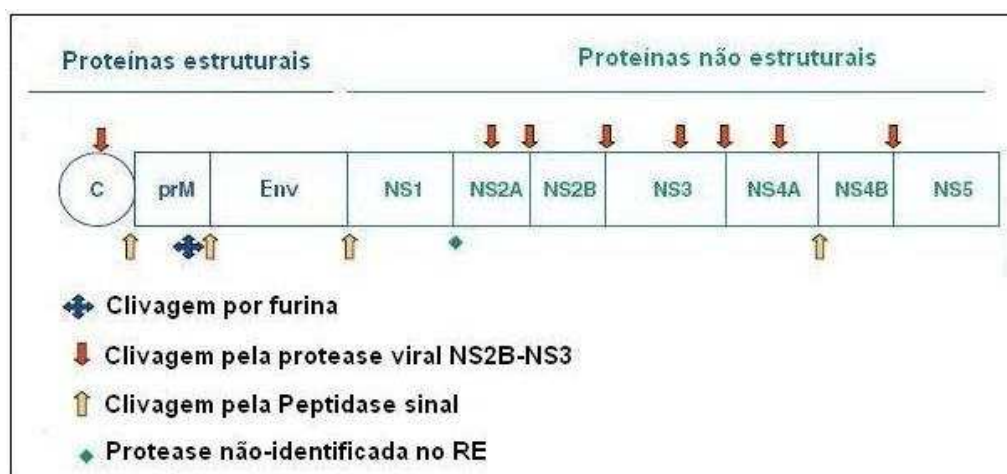 Proteínas estruturais Proteínas não estruturais
C prM Env NS1 NS2A NS2B NS3 NS4A NS4B NS5
Clivagem por furina
Clivagem pela protease viral NS2B-NS3
Clivagem pela Peptidase sinal
Protease não-identificada no RE